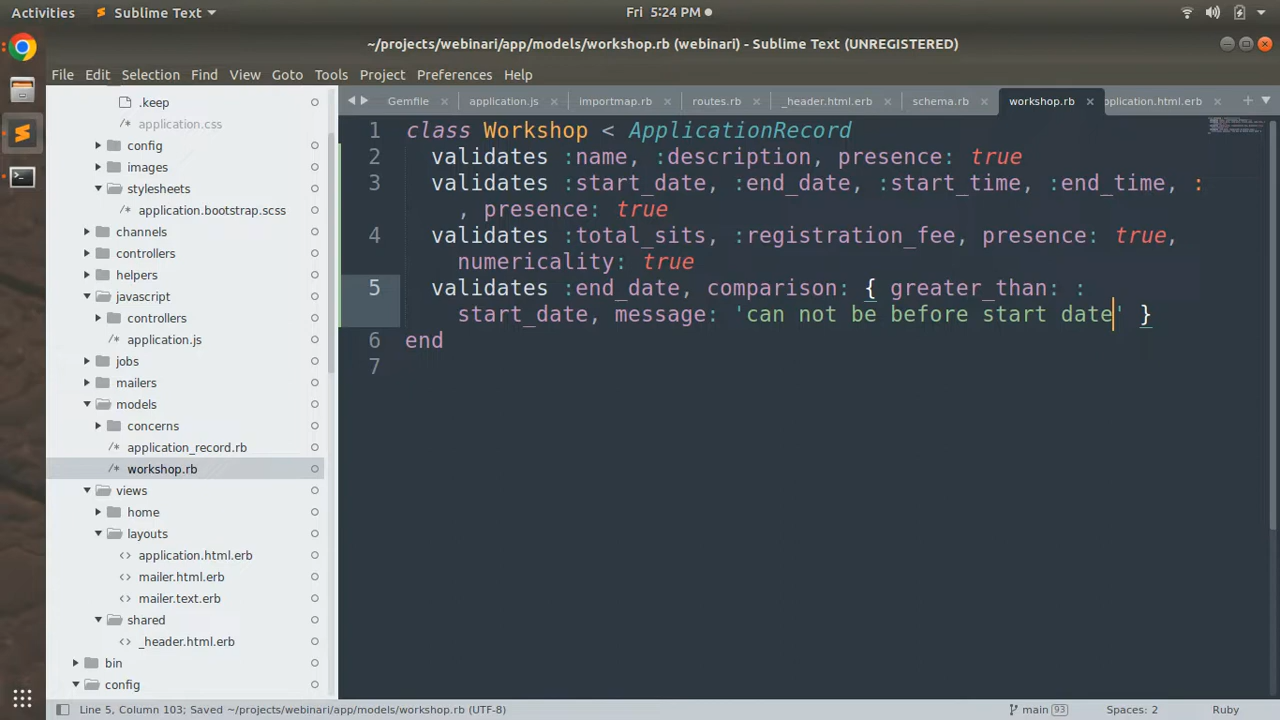 Activities Sublime Text Fri 5:24 PM
~/projects/webinari/app/models/workshop.rb (webinari) - Sublime Text (UNREGISTERED)
File Edit Selection Find View Goto Tools Project Preferences Help
Gemfile application.js importmap.rb routes.rb _header.html.erb schema.rb workshop.rb pplication.html.erb
.keep
application.css
config
images
stylesheets
application.bootstrap.scss
channels
controllers
helpers
javascript
controllers
application.js
jobs
mailers
models
concerns
/* application_record.rb
/* workshop.rb
views
home
layouts
<> application.html.erb
<> mailer.html.erb
<> mailer.text.erb
shared
<> _header.html.erb
bin
config
1 class Workshop < ApplicationRecord
2 validates :name, :description, presence: true
3 validates :start_date, :end_date, :start_time, :end_time, :
, presence: true
4 validates :total_sits, :registration_fee, presence: true,
numericality: true
5 validates :end_date, comparison: { greater_than: :
start_date, message: 'can not be before start date' }
6 end
7
Line 5, Column 103; Saved ~/projects/webinari/app/models/workshop.rb (UTF-8) main 93 Spaces: 2 Ruby